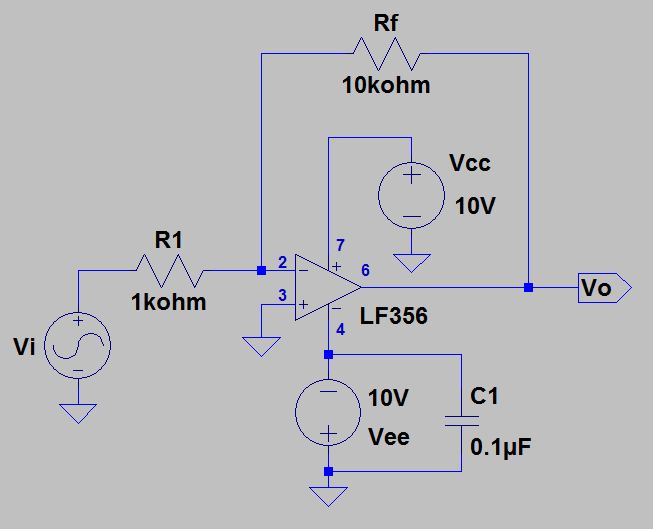 Rf
10kohm
Vcc
10V
7
R1
2
6
1kohm
3
LF356
Vo
Vi
4
10V
C1
Vee
0.1µF